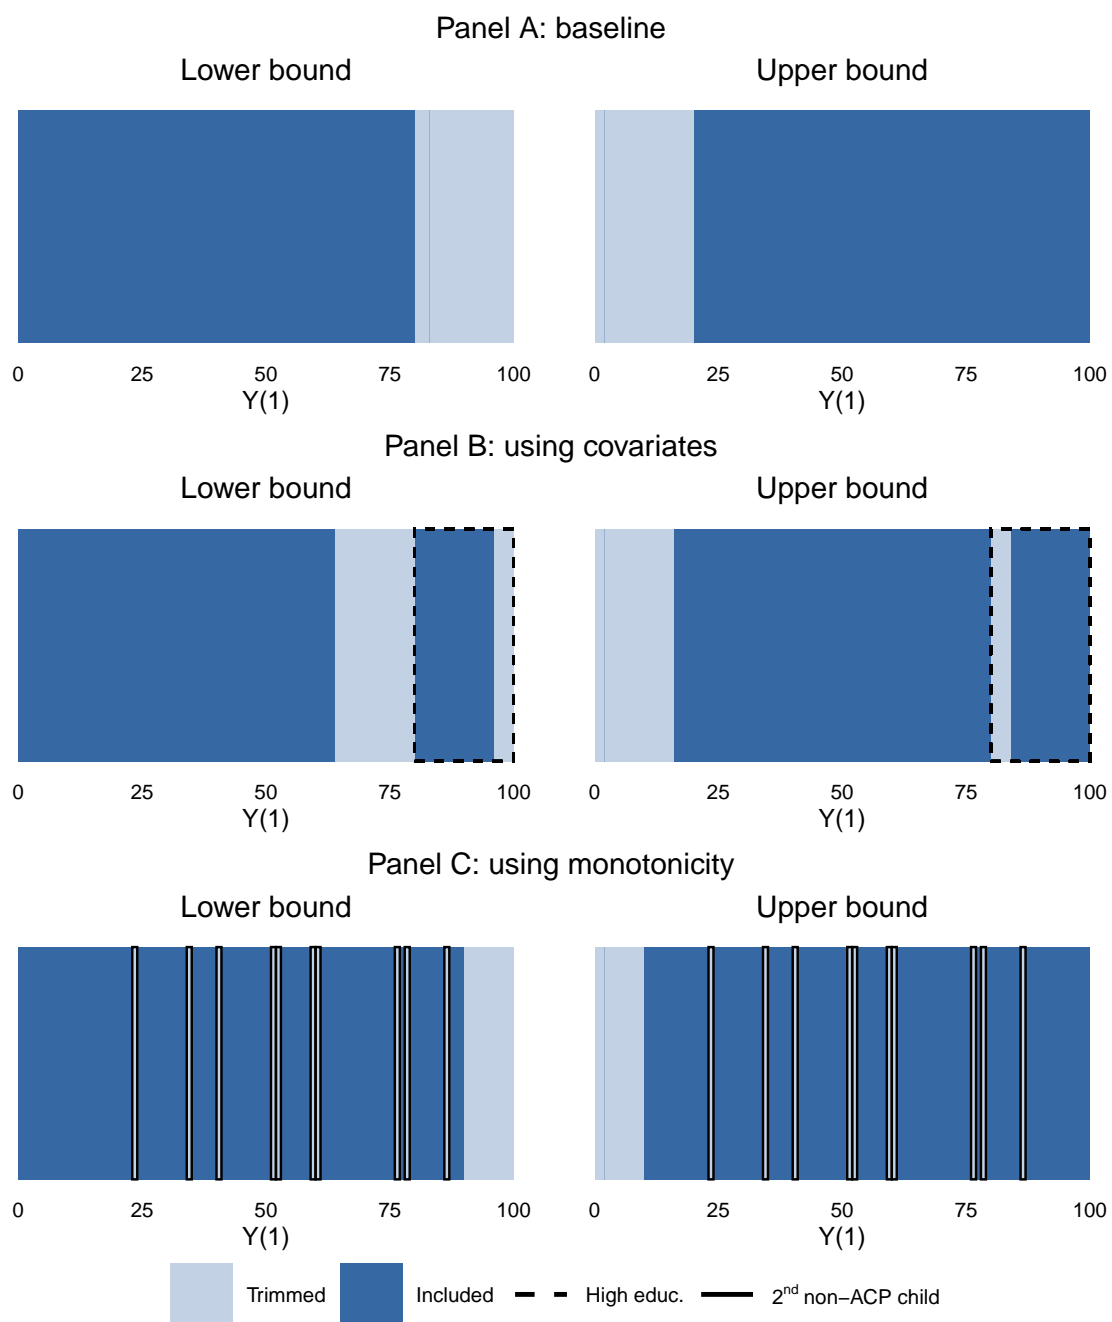 Panel A: baseline
Lower bound
Upper bound
0 25 50 75 100
0 25 50 75 100
Y(1)
Y(1)
Panel B: using covariates
Lower bound
Upper bound
0 25 50 75 100
0 25 50 75 100
Y(1)
Y(1)
Panel C: using monotonicity
Lower bound
Upper bound
0 25 50 75 100
0 25 50 75 100
Y(1)
Y(1)
Trimmed Included High educ. 2nd non−ACP child